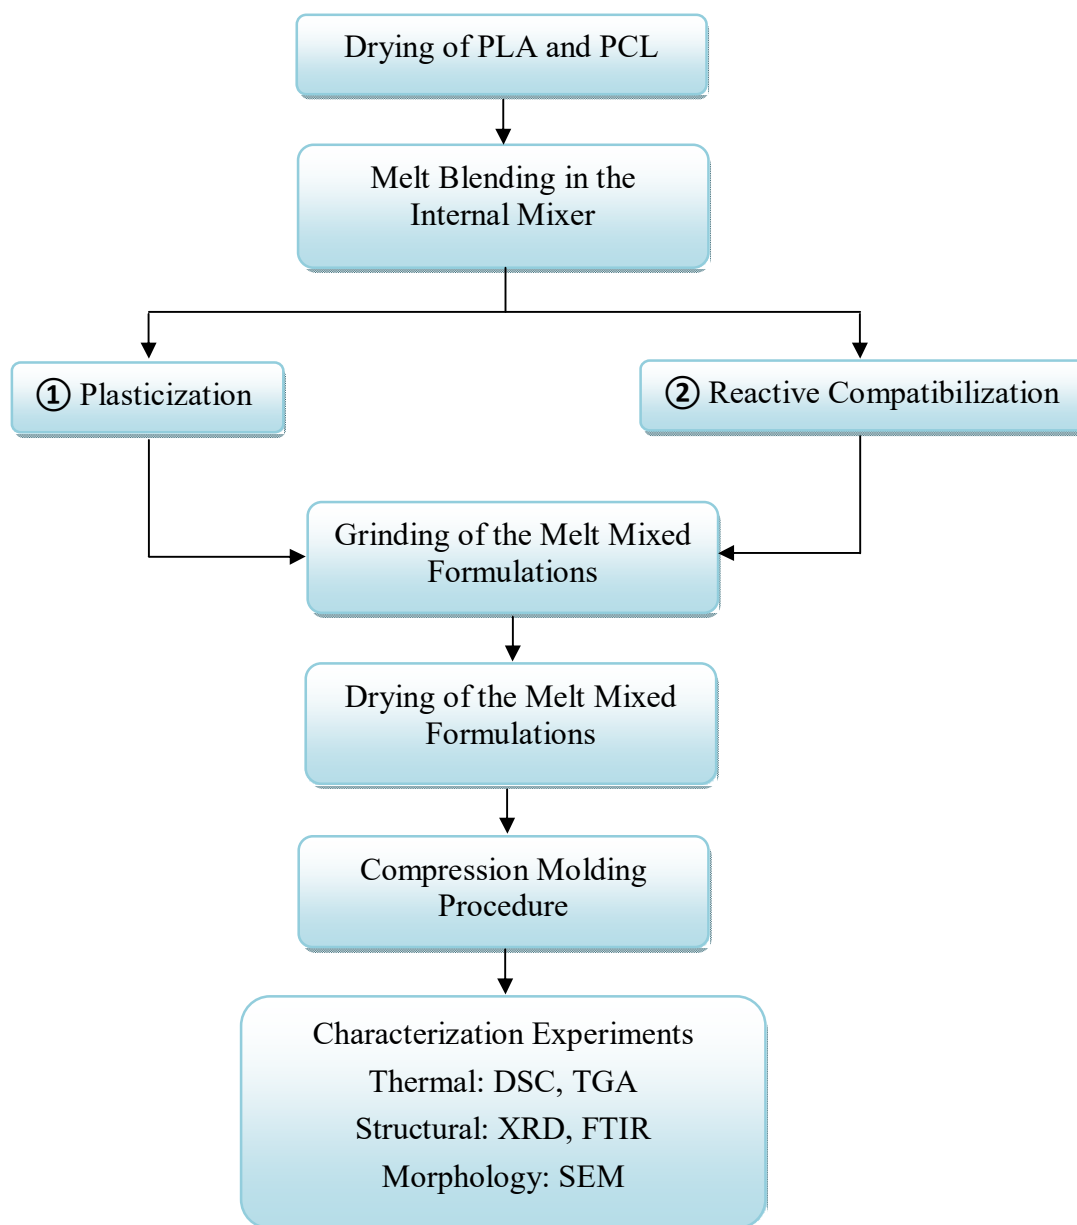 Drying of PLA and PCL
Melt Blending in the
Internal Mixer
① Plasticization
② Reactive Compatibilization
Grinding of the Melt Mixed
Formulations
Drying of the Melt Mixed
Formulations
Compression Molding
Procedure
Characterization Experiments
Thermal: DSC, TGA
Structural: XRD, FTIR
Morphology: SEM